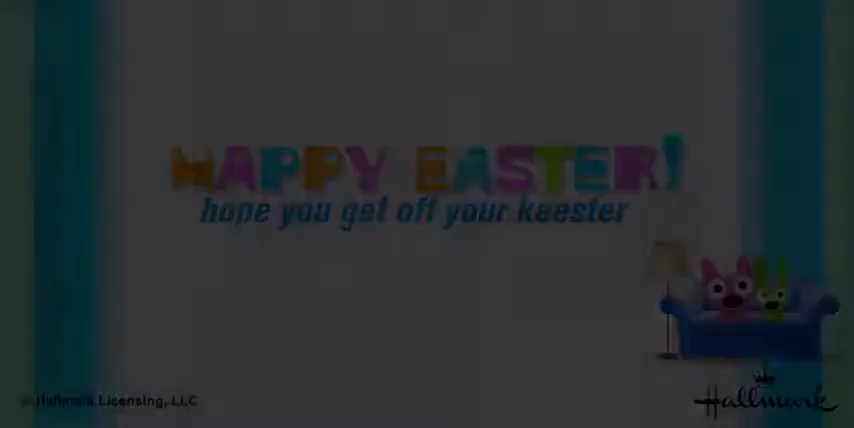 HAPPY EASTER!
hope you get off your keester
© Hallmark Licensing, LLC
Hallmark